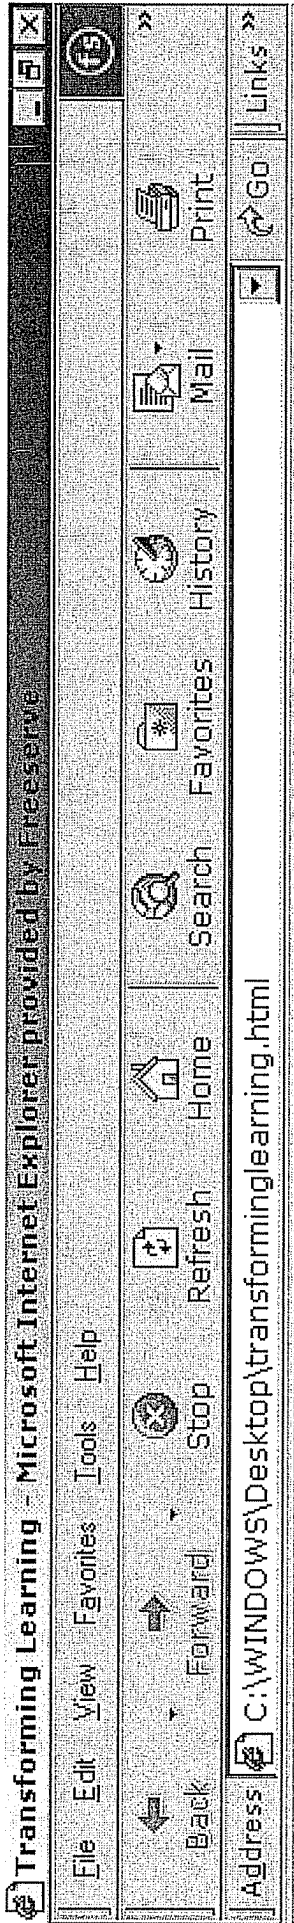 Transforming Learning - Microsoft Internet Explorer provided by Freeserve
File Edit View Favorites Tools Help
fs
Back Forward Stop Refresh Home Search Favorites History Mail Print »
Address C:\WINDOWS\Desktop\transforminglearning.html Go Links »